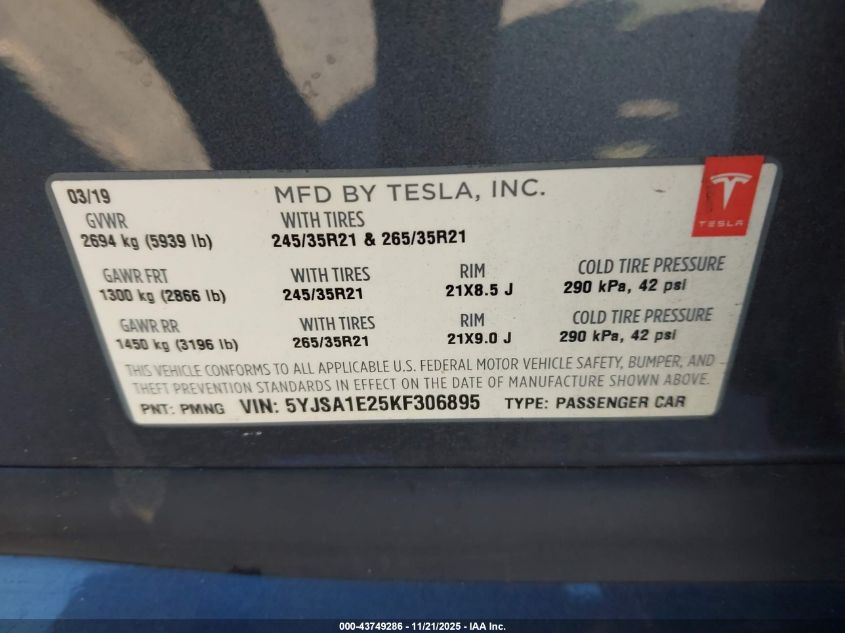 03/19 MFD BY TESLA, INC.
TESLA
GVWR WITH TIRES
2694 kg (5939 lb) 245/35R21 & 265/35R21
GAWR FRT WITH TIRES RIM COLD TIRE PRESSURE
1300 kg (2866 lb) 245/35R21 21X8.5 J 290 kPa, 42 psi
GAWR RR WITH TIRES RIM COLD TIRE PRESSURE
1450 kg (3196 lb) 265/35R21 21X9.0 J 290 kPa, 42 psi
THIS VEHICLE CONFORMS TO ALL APPLICABLE U.S. FEDERAL MOTOR VEHICLE SAFETY, BUMPER, AND
THEFT PREVENTION STANDARDS IN EFFECT ON THE DATE OF MANUFACTURE SHOWN ABOVE.
PNT: PMNG VIN: 5YJSA1E25KF306895 TYPE: PASSENGER CAR
000-43749286 - 11/21/2025 - IAA Inc.